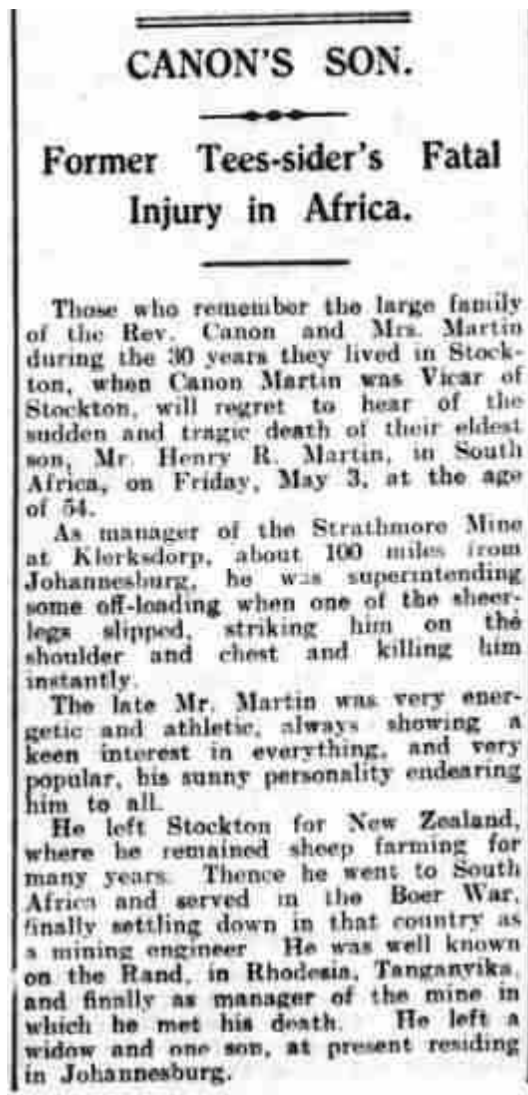 CANON'S SON.
Former Tees-sider's Fatal
Injury in Africa.
Those who remember the large family
of the Rev. Canon and Mrs. Martin
during the 30 years they lived in Stock-
ton, when Canon Martin was Vicar of
Stockton, will regret to hear of the
sudden and tragic death of their eldest
son, Mr. Henry R. Martin, in South
Africa, on Friday, May 3, at the age
of 54.
As manager of the Strathmore Mine
at Klerksdorp, about 100 miles from
Johannesburg, he was superintending
some off-loading when one of the sheer-
legs slipped, striking him on the
shoulder and chest and killing him
instantly.
The late Mr. Martin was very ener-
getic and athletic, always showing a
keen interest in everything, and very
popular, his sunny personality endearing
him to all.
He left Stockton for New Zealand,
where he remained sheep farming for
many years. Thence he went to South
Africa and served in the Boer War,
finally settling down in that country as
a mining engineer He was well known
on the Rand, in Rhodesia, Tanganyika,
and finally as manager of the mine in
which he met his death. He left a
widow and one son, at present residing
in Johannesburg.